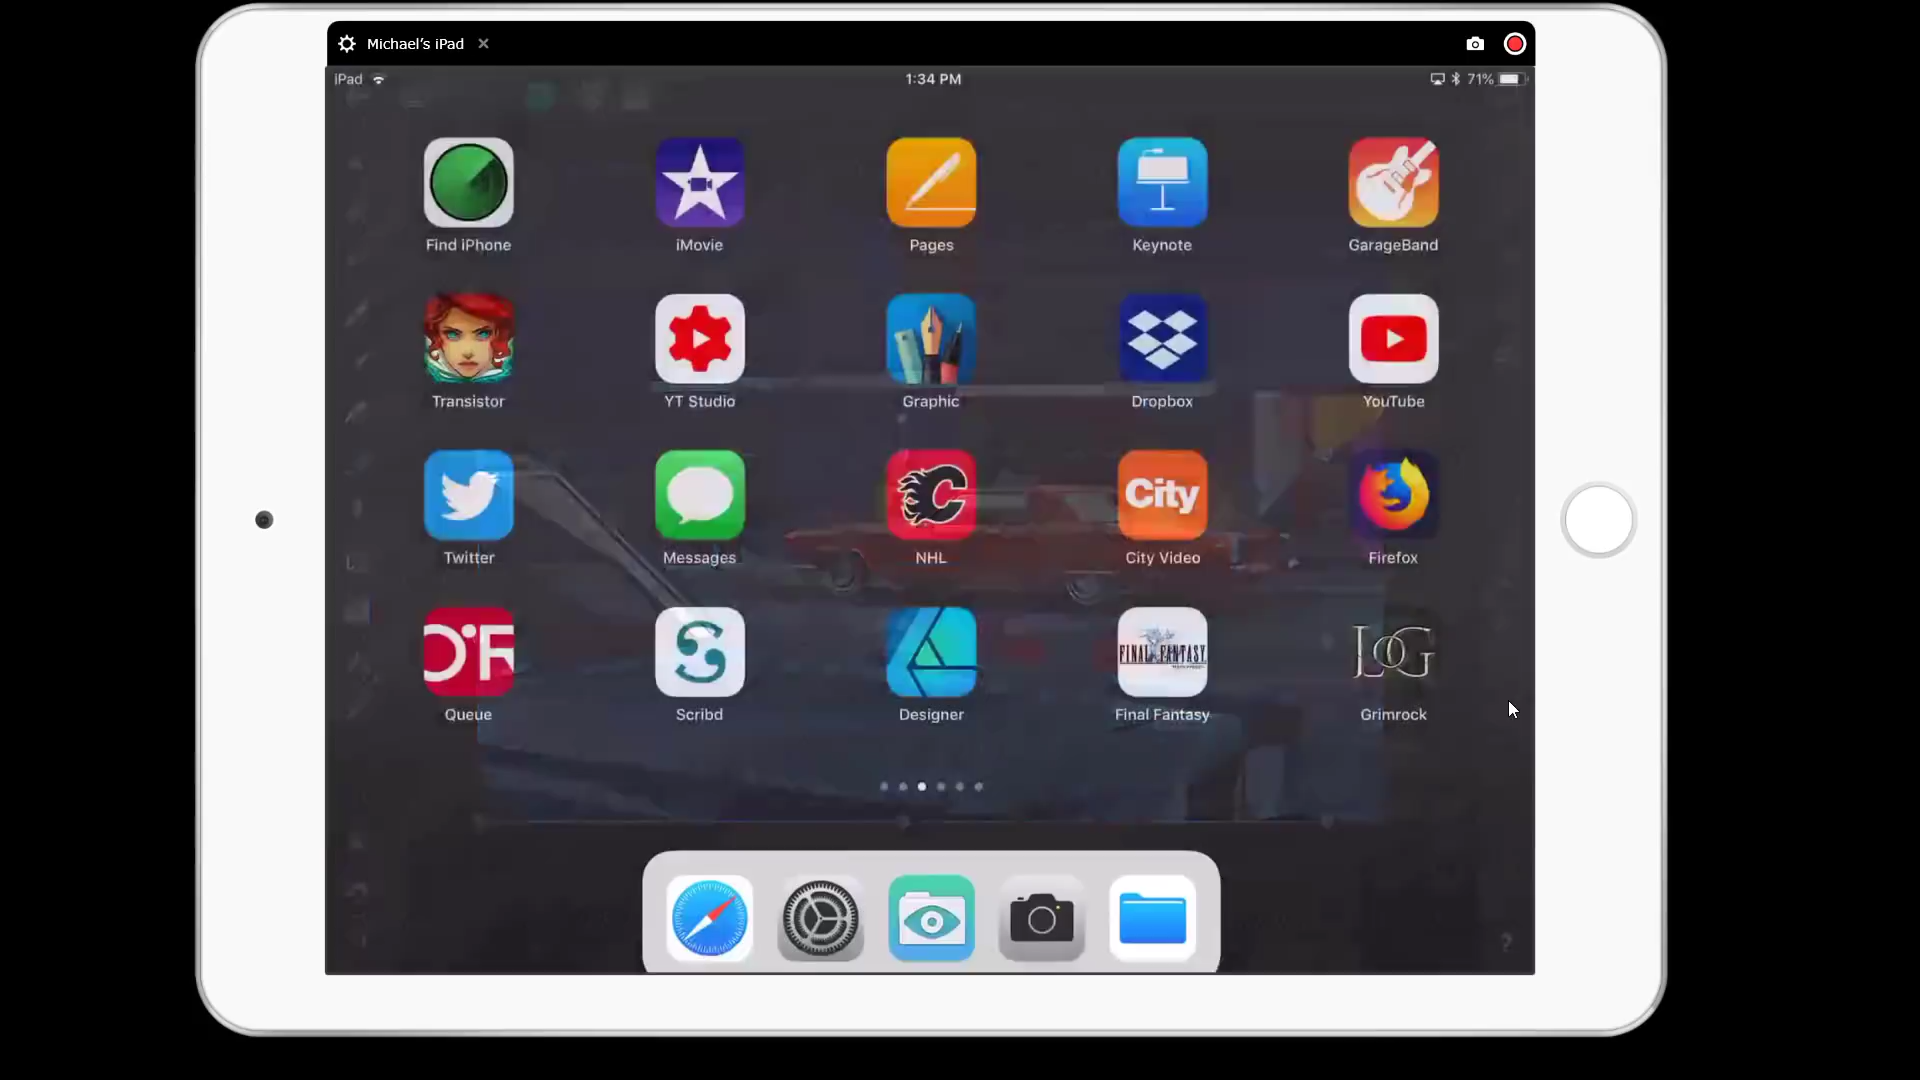 Michael's iPad
iPad 1:34 PM 71%
Find iPhone iMovie Pages Keynote GarageBand
Transistor YT Studio Graphic Dropbox YouTube
City
Twitter Messages NHL City Video Firefox
FINAL FANTASY
LoG
Queue Scribd Designer Final Fantasy Grimrock
?